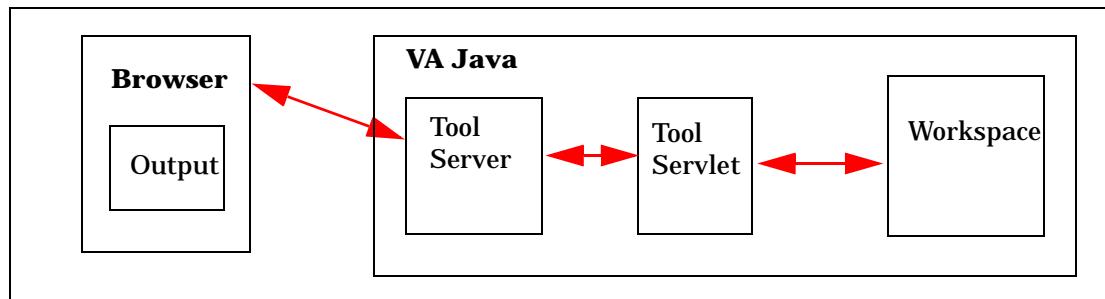 Browser
Output
VA Java
Tool
Server
Tool
Servlet
Workspace